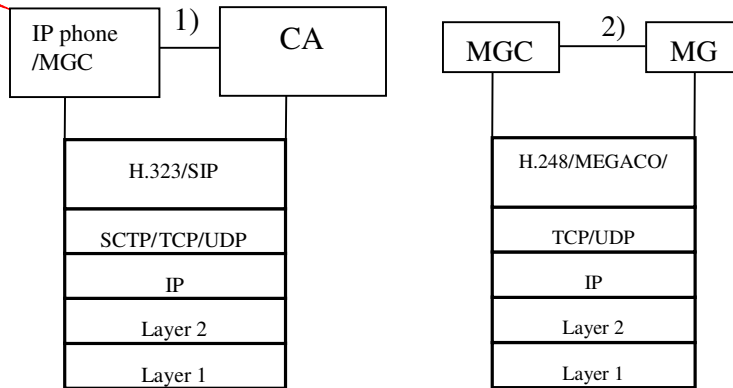 IP phone
/MGC
1)
CA
H.323/SIP
SCTP/TCP/UDP
IP
Layer 2
Layer 1
MGC
2)
MG
H.248/MEGACO/
TCP/UDP
IP
Layer 2
Layer 1